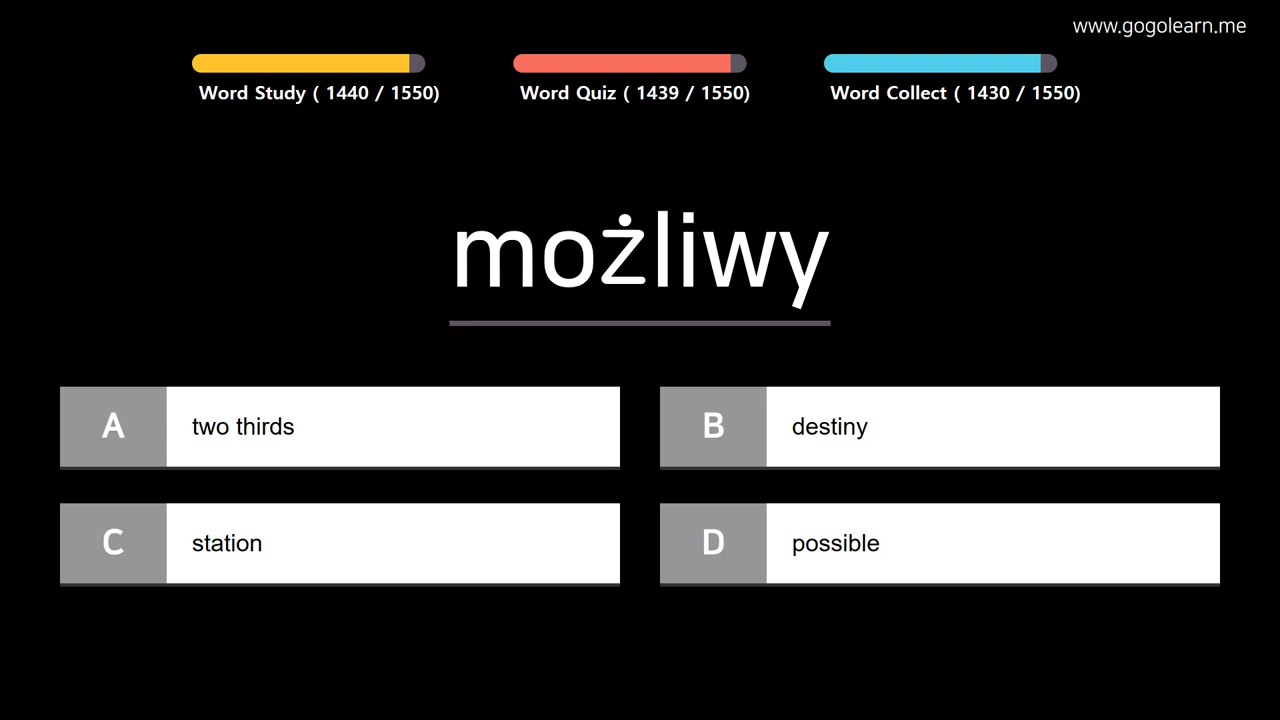 www.gogolearn.me
Word Study ( 1440 / 1550)
Word Quiz ( 1439 / 1550)
Word Collect ( 1430 / 1550)
możliwy
A two thirds
B destiny
C station
D possible